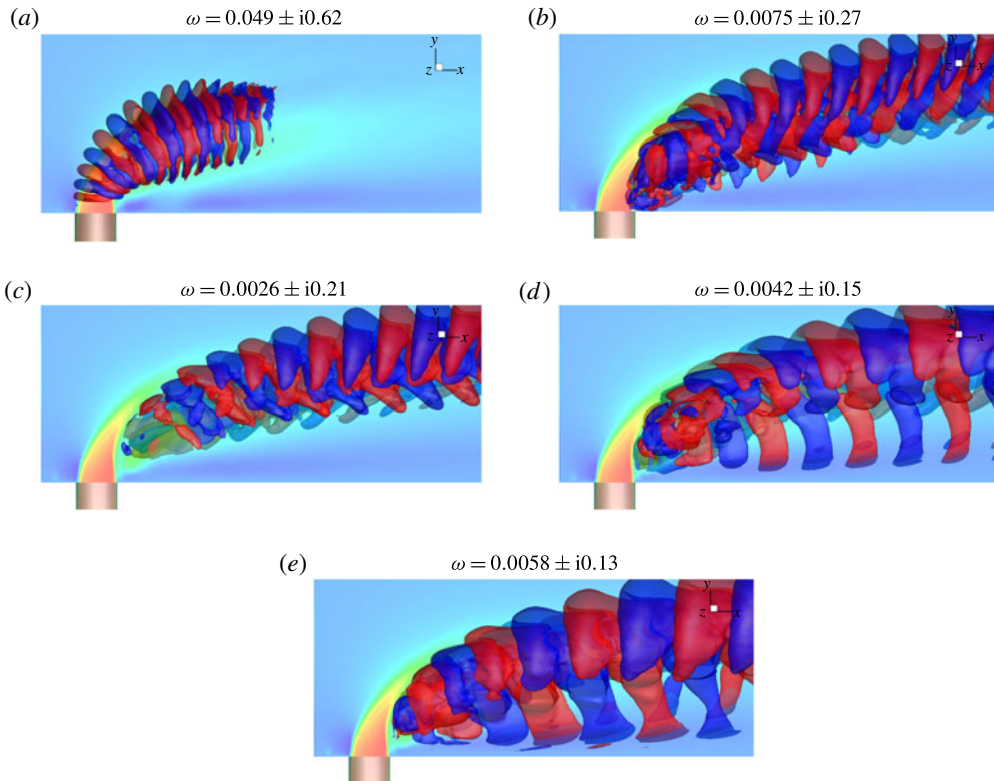 (a) ω = 0.049 ± i0.62
y
z x
(b) ω = 0.0075 ± i0.27
y
z x
(c) ω = 0.0026 ± i0.21
y
z x
(d) ω = 0.0042 ± i0.15
y
z x
(e) ω = 0.0058 ± i0.13
y
z x